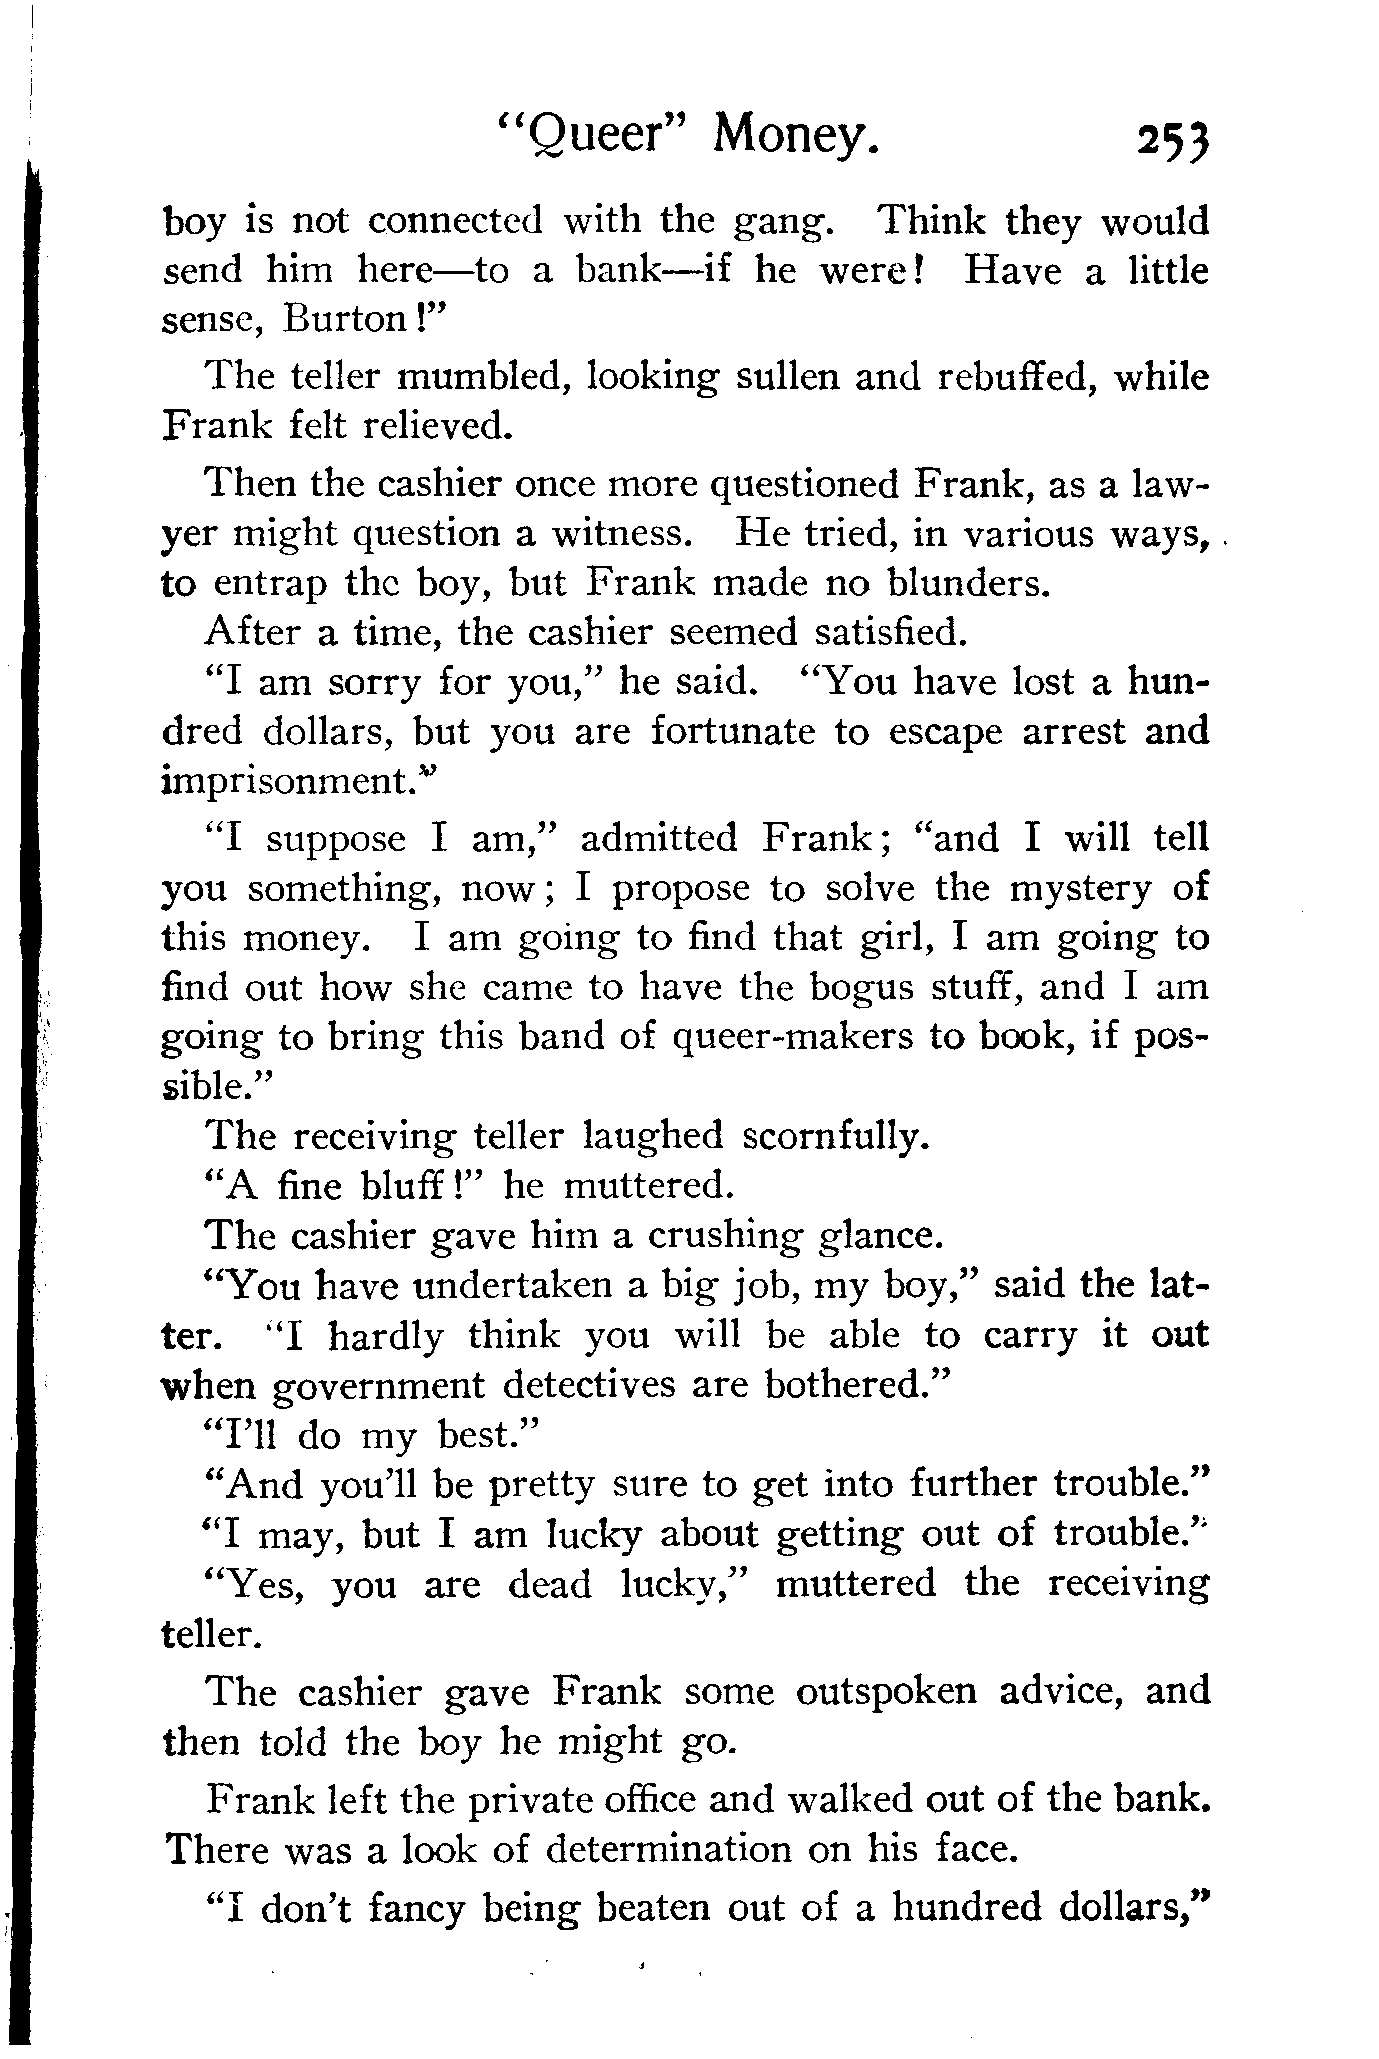 "Queer" Money. 253
boy is not connected with the gang. Think they would
send him here—to a bank—if he were! Have a little
sense, Burton!"
The teller mumbled, looking sullen and rebuffed, while
Frank felt relieved.
Then the cashier once more questioned Frank, as a law-
yer might question a witness. He tried, in various ways,
to entrap the boy, but Frank made no blunders.
After a time, the cashier seemed satisfied.
"I am sorry for you," he said. "You have lost a hun-
dred dollars, but you are fortunate to escape arrest and
imprisonment."
"I suppose I am," admitted Frank; "and I will tell
you something, now; I propose to solve the mystery of
this money. I am going to find that girl, I am going to
find out how she came to have the bogus stuff, and I am
going to bring this band of queer-makers to book, if pos-
sible."
The receiving teller laughed scornfully.
"A fine bluff!" he muttered.
The cashier gave him a crushing glance.
"You have undertaken a big job, my boy," said the lat-
ter. "I hardly think you will be able to carry it out
when government detectives are bothered."
"I'll do my best."
"And you'll be pretty sure to get into further trouble."
"I may, but I am lucky about getting out of trouble."
"Yes, you are dead lucky," muttered the receiving
teller.
The cashier gave Frank some outspoken advice, and
then told the boy he might go.
Frank left the private office and walked out of the bank.
There was a look of determination on his face.
"I don't fancy being beaten out of a hundred dollars,"